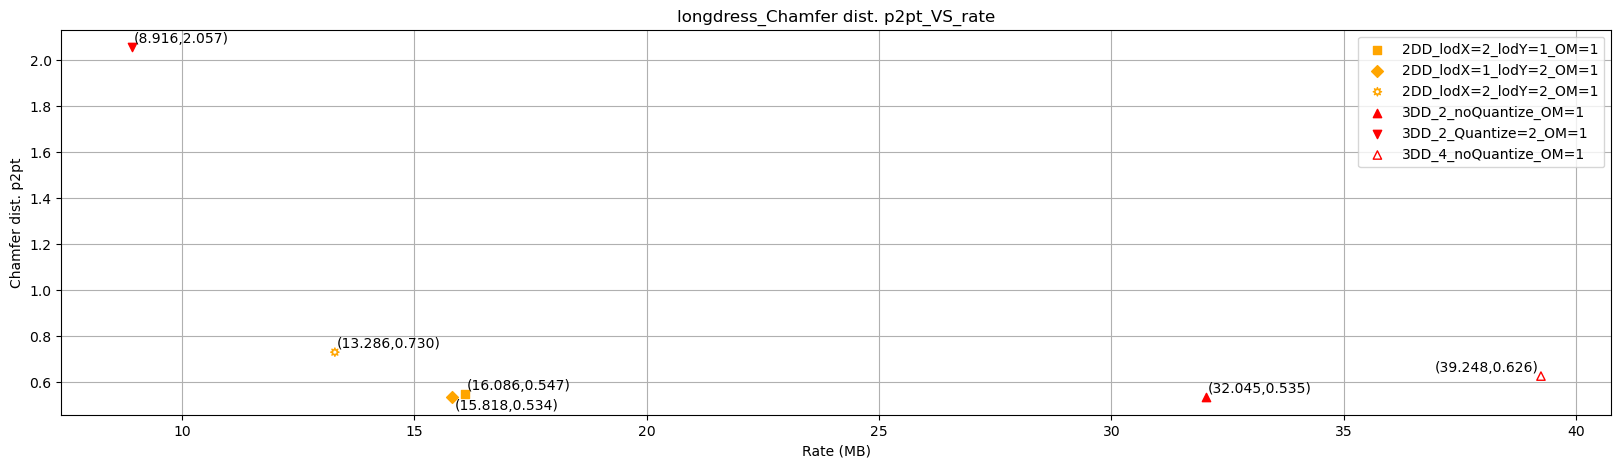 longdress_Chamfer dist. p2pt_VS_rate
(8.916,2.057)
2DD_lodX=2_lodY=1_OM=1
2DD_lodX=1_lodY=2_OM=1
2DD_lodX=2_lodY=2_OM=1
3DD_2_noQuantize_OM=1
3DD_2_Quantize=2_OM=1
3DD_4_noQuantize_OM=1
2.0
1.8
1.6
1.4
1.2
1.0
0.8
0.6
Chamfer dist. p2pt
(13.286,0.730)
(16.086,0.547)
(15.818,0.534)
(32.045,0.535)
(39.248,0.626)
10
15
20
25
30
35
40
Rate (MB)